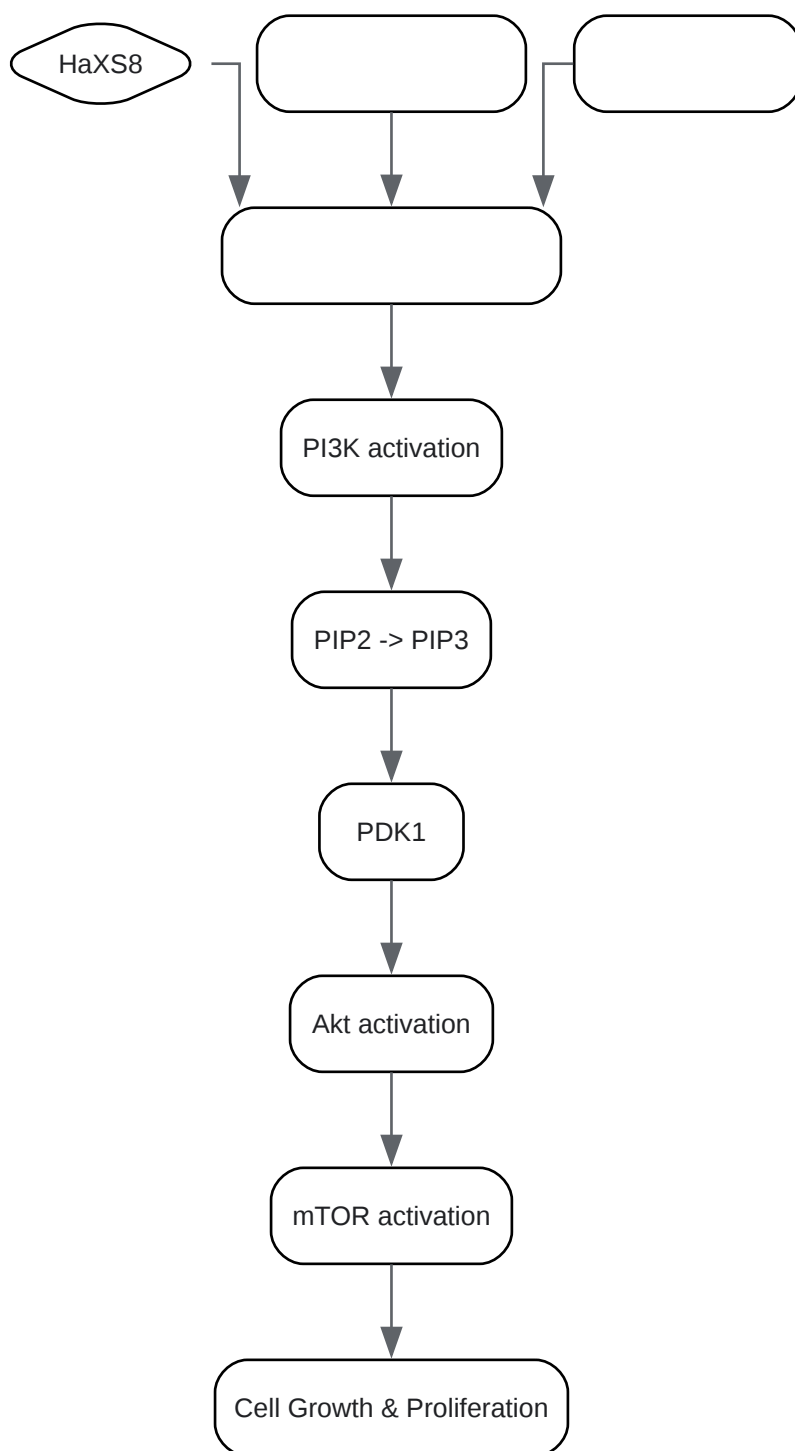 HaXS8
PI3K activation
PIP2 -> PIP3
PDK1
Akt activation
mTOR activation
Cell Growth & Proliferation